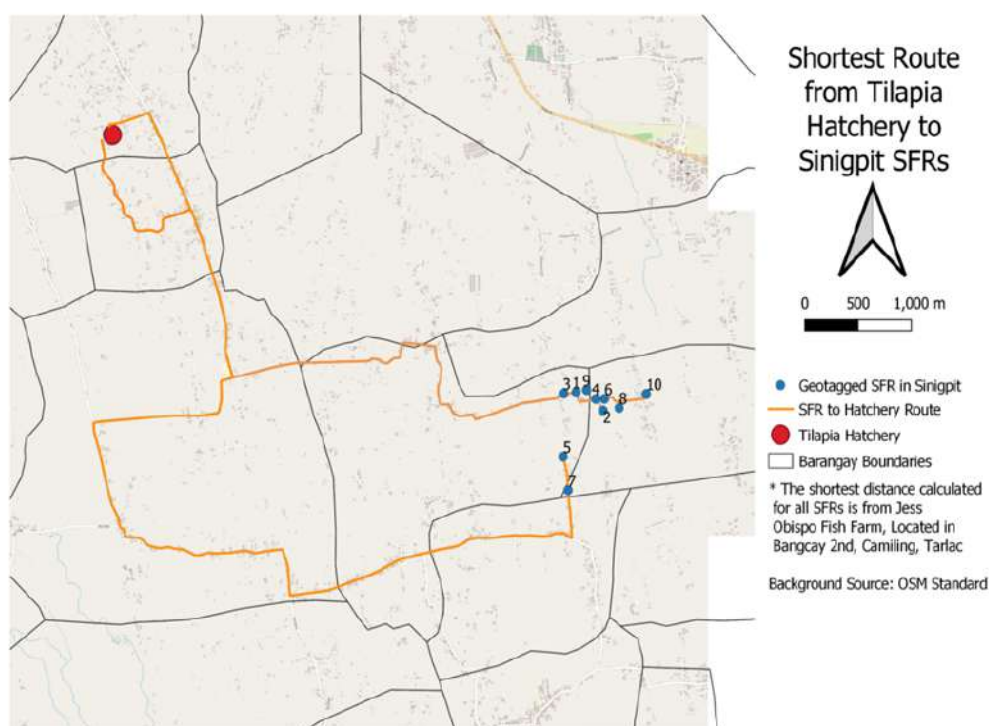 Shortest Route
from Tilapia
Hatchery to
Sinigpit SFRs
0 500 1,000 m
Geotagged SFR in Sinigpit
SFR to Hatchery Route
Tilapia Hatchery
Barangay Boundaries
* The shortest distance calculated
for all SFRs is from Jess
Obispo Fish Farm, Located in
Bangcay 2nd, Camiling, Tarlac
Background Source: OSM Standard
3 1 9 4 6 8 10
2
5
7